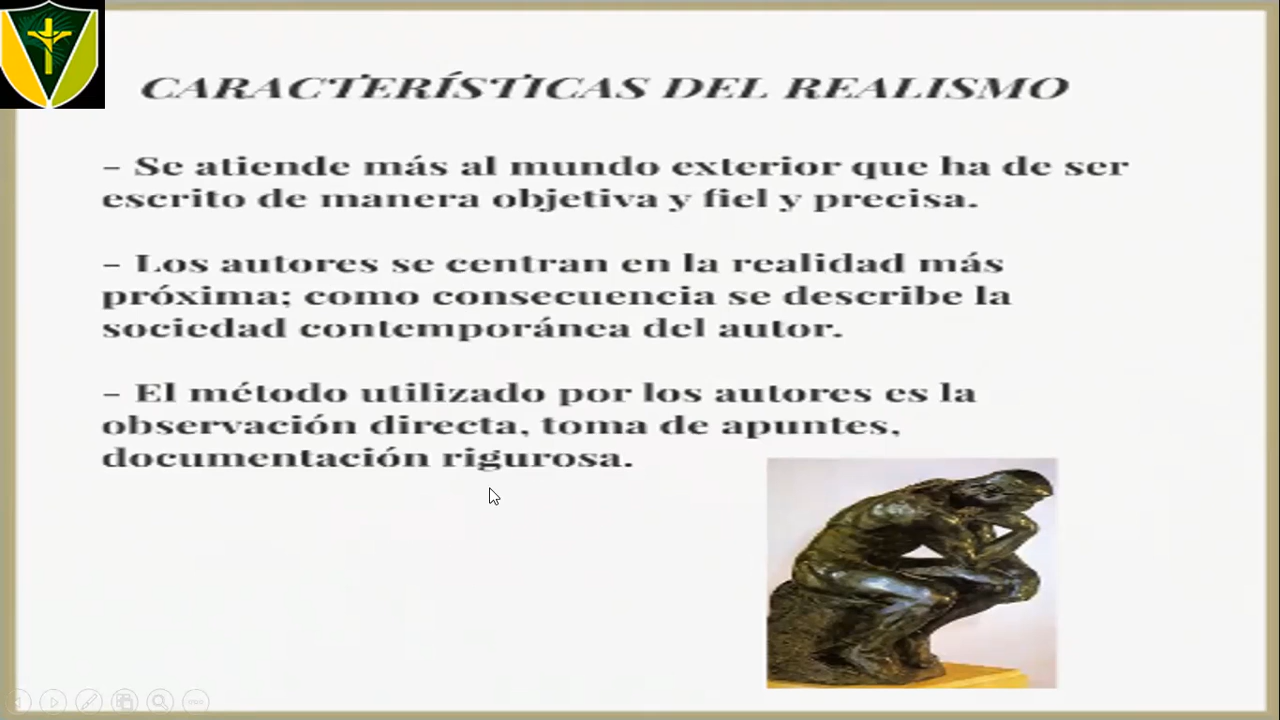 CARACTERÍSTICAS DEL REALISMO
– Se atiende más al mundo exterior que ha de ser
escrito de manera objetiva y fiel y precisa.
– Los autores se centran en la realidad más
próxima; como consecuencia se describe la
sociedad contemporánea del autor.
– El método utilizado por los autores es la
observación directa, toma de apuntes,
documentación rigurosa.